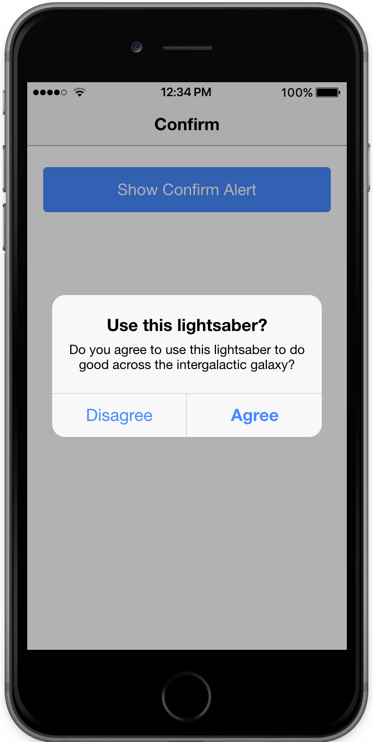 12:34 PM
100%
Confirm
Show Confirm Alert
Use this lightsaber?
Do you agree to use this lightsaber to do
good across the intergalactic galaxy?
Disagree
Agree